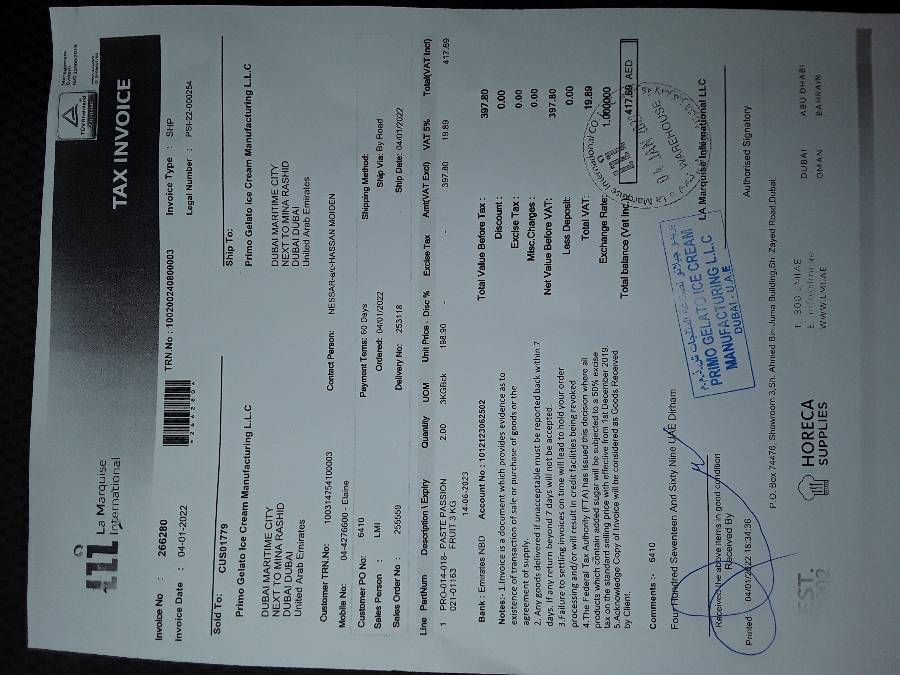 La Marquise
International
TAX INVOICE
TÜVRheinland
CERTIFIED
Management
System
Invoice No : 266280
Invoice Date : 04-01-2022
*266280*
TRN.No : 100200240800003
Invoice Type : SHP
Legal Number : PSI-22-000254
Sold To: CUS01779
Primo Gelato Ice Cream Manufacturing L.L.C
DUBAI MARITIME CITY
NEXT TO MINA RASHID
DUBAI DUBAI
United Arab Emirates
Ship To:
Primo Gelato Ice Cream Manufacturing L.L.C
DUBAI MARITIME CITY
NEXT TO MINA RASHID
DUBAI DUBAI
United Arab Emirates
Customer TRN.No: 100314754100003
Mobile No: 04-4276600 - Elaine
Contact Person: NESSAR-a/c-HASSAN MOIDEN
Customer PO No: 6410
Sales Person : LMI
Sales Order No : 255559
Payment Terms: 60 Days
Ordered: 04/01/2022
Delivery No: 253118
Shipping Method:
Ship Via: By Road
Ship Date: 04/01/2022
Line PartNum Description \ Expiry Quantity UOM Unit Price - Disc % Excise Tax Amt(VAT Excl) VAT 5% Total(VAT Incl)
1 PRO-014-018- PASTE PASSION 2.00 3KGBck 198.90 - - 397.80 19.89 417.69
021-01163 FRUIT 3 KG
14-06-2023
Bank : Emirates NBD Account No : 1012123062502
Notes:- 1.Invoice is a document which provides evidence as to
existence of transaction of sale or purchase of goods or the
agreement of supply.
2. Any goods delivered if unacceptable must be reported back within 7
days. If any return beyond 7 days will not be accepted.
3.Failure to settling invoices on time will lead to hold your order
processing and/or will result in credit facilities being revoked
4.The Federal Tax Authority (FTA) has issued this decision where all
products which contain added sugar will be subjected to a 50% excise
tax on the standard selling price with effective from 1st December 2019.
5.Acknowledge Copy of Invoice will be considered as Goods Received
by Client.
Total Value Before Tax : 397.80
Discount : 0.00
Excise Tax : 0.00
Misc.Charges : 0.00
Net Value Before VAT: 397.80
Less Deposit: 0.00
Total VAT: 19.89
Exchange Rate: 1.000000
Total balance (Vat Inc.): 417.69 AED
Comments :- 6410
Four Hundred Seventeen And Sixty Nine UAE Dirham
La Marquise International LLC
WAREHOUSE
PRIMO GELATO ICE CREAM
MANUFACTURING L.L.C
DUBAI - U.A.E
Received the above items in good condition
Received By
Authorised Signatory
Printed 04/01/2022 18:34:36
P.O. Box:74476, Showroom 3,Sh. Ahmed Bin Juma Building,Sh. Zayed Road,Dubai.
EST.
HORECA
SUPPLIES
T. 800 LMIAE
E. info@lmi.ae
WWW.LMI.AE
DUBAI
OMAN
ABU DHABI
BAHRAIN